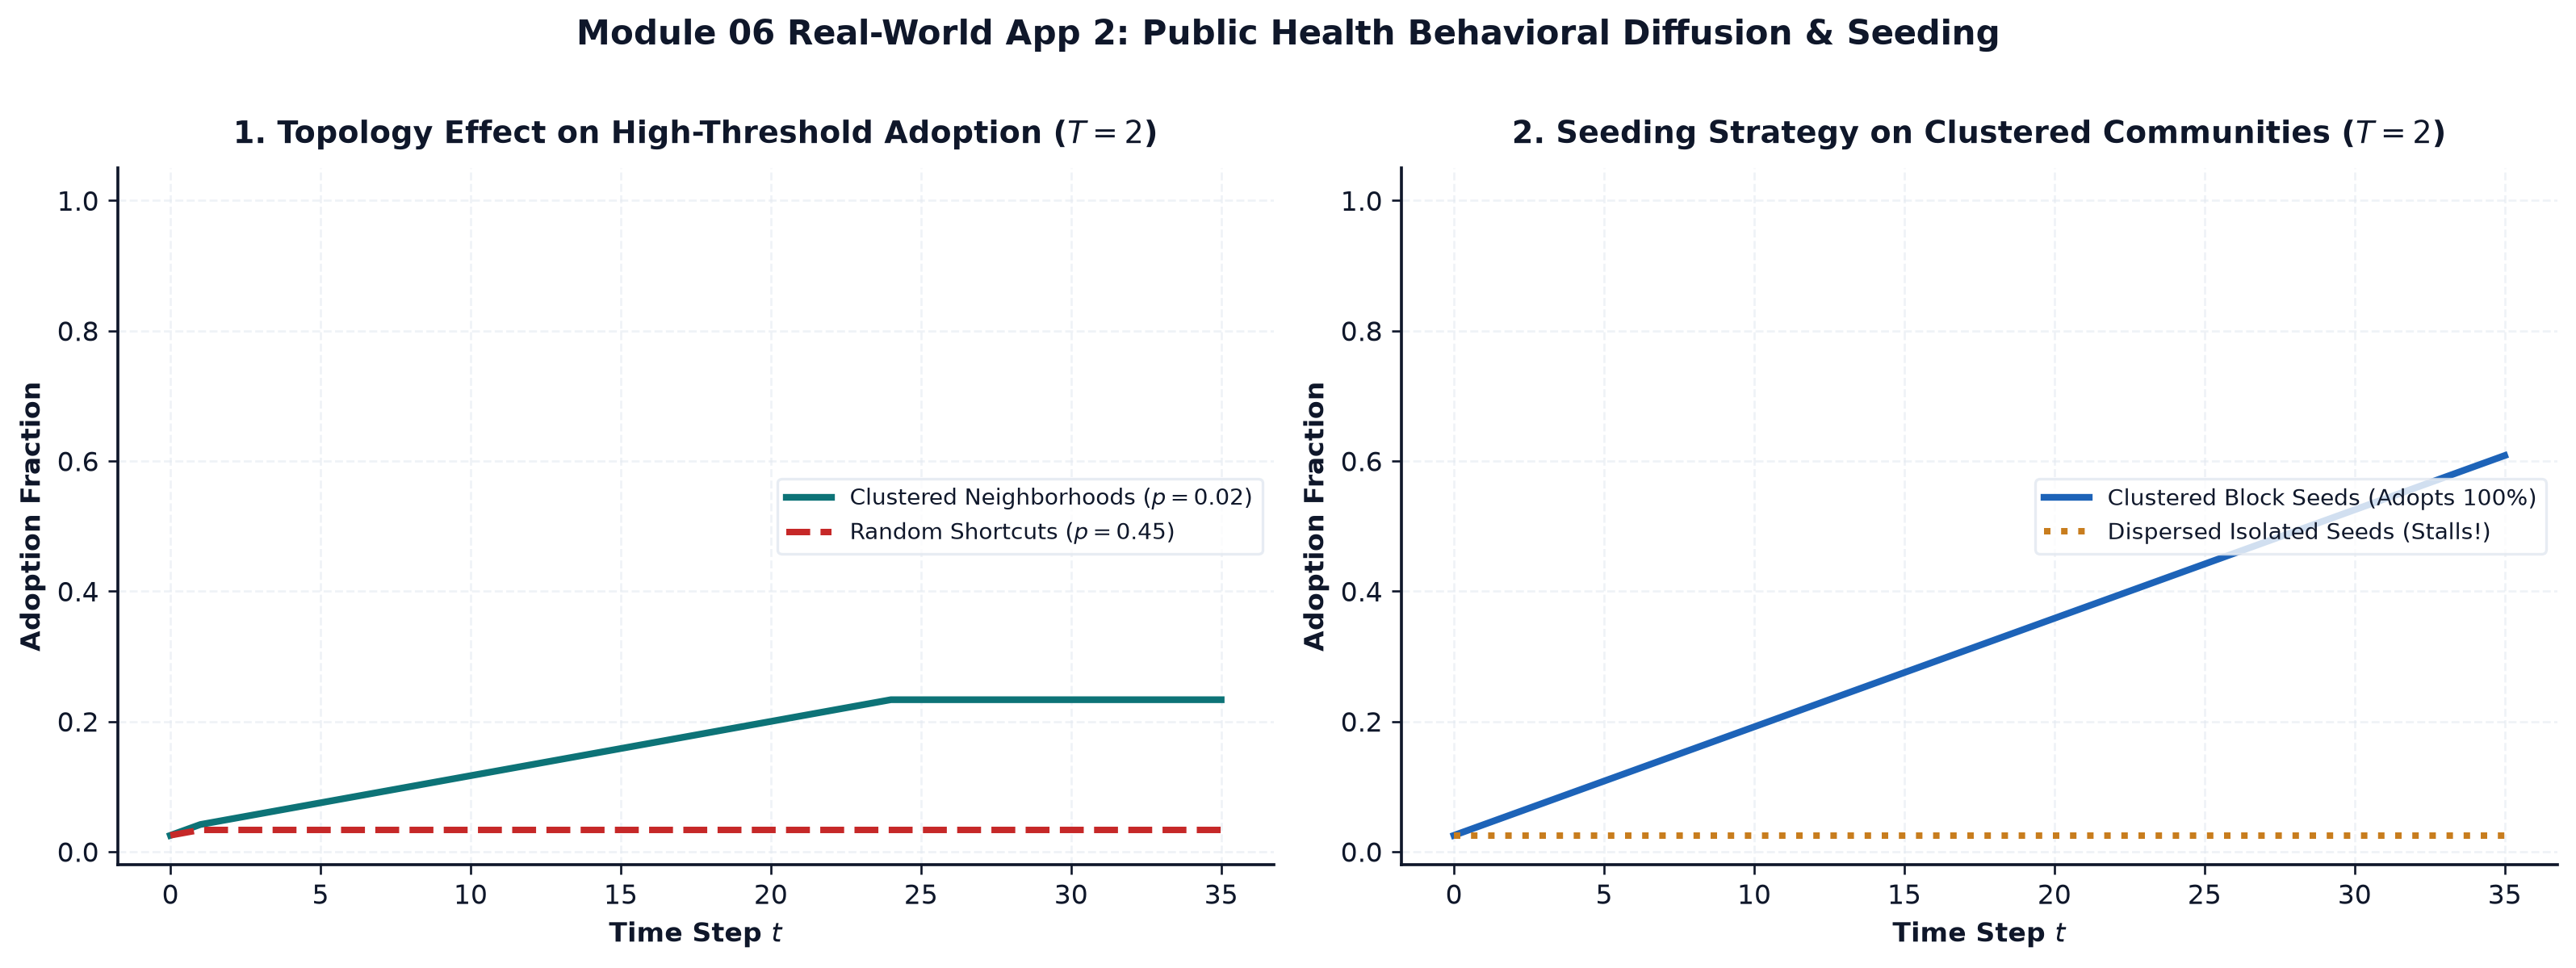 Module 06 Real-World App 2: Public Health Behavioral Diffusion & Seeding
1. Topology Effect on High-Threshold Adoption (T = 2)
1.0
0.8
0.6
0.4
0.2
0.0
Adoption Fraction
Clustered Neighborhoods (p = 0.02)
Random Shortcuts (p = 0.45)
0 5 10 15 20 25 30 35
Time Step t
2. Seeding Strategy on Clustered Communities (T = 2)
1.0
0.8
0.6
0.4
0.2
0.0
Adoption Fraction
Clustered Block Seeds (Adopts 100%)
Dispersed Isolated Seeds (Stalls!)
0 5 10 15 20 25 30 35
Time Step t